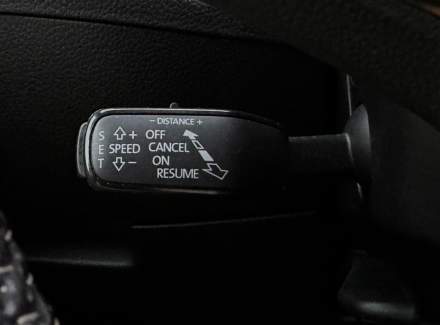 - DISTANCE +
S + OFF
E SPEED CANCEL
T - ON
RESUME